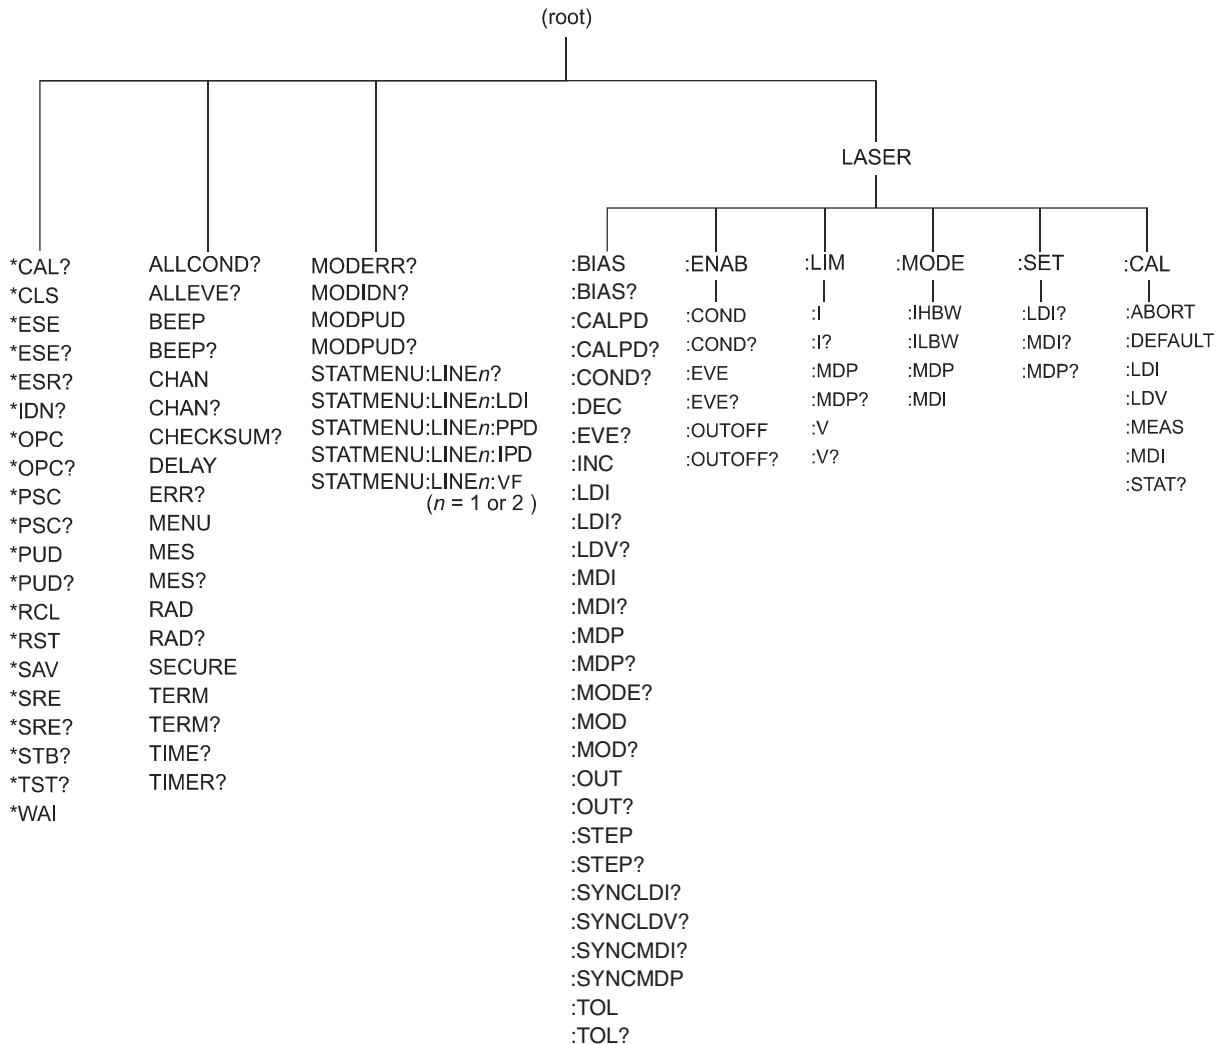 (root)
LASER
*CAL?
*CLS
*ESE
*ESE?
*ESR?
*IDN?
*OPC
*OPC?
*PSC
*PSC?
*PUD
*PUD?
*RCL
*RST
*SAV
*SRE
*SRE?
*STB?
*TST?
*WAI
ALLCOND?
ALLEVE?
BEEP
BEEP?
CHAN
CHAN?
CHECKSUM?
DELAY
ERR?
MENU
MES
MES?
RAD
RAD?
SECURE
TERM
TERM?
TIME?
TIMER?
MODERR?
MODIDN?
MODPUD
MODPUD?
STATMENU:LINEn?
STATMENU:LINEn:LDI
STATMENU:LINEn:PPD
STATMENU:LINEn:IPD
STATMENU:LINEn:VF
(n = 1 or 2 )
:BIAS
:BIAS?
:CALPD
:CALPD?
:COND?
:DEC
:EVE?
:INC
:LDI
:LDI?
:LDV?
:MDI
:MDI?
:MDP
:MDP?
:MODE?
:MOD
:MOD?
:OUT
:OUT?
:STEP
:STEP?
:SYNCLDI?
:SYNCLDV?
:SYNCMDI?
:SYNCMDP
:TOL
:TOL?
:ENAB
:COND
:COND?
:EVE
:EVE?
:OUTOFF
:OUTOFF?
:LIM
:I
:I?
:MDP
:MDP?
:V
:V?
:MODE
:IHBW
:ILBW
:MDP
:MDI
:SET
:LDI?
:MDI?
:MDP?
:CAL
:ABORT
:DEFAULT
:LDI
:LDV
:MEAS
:MDI
:STAT?